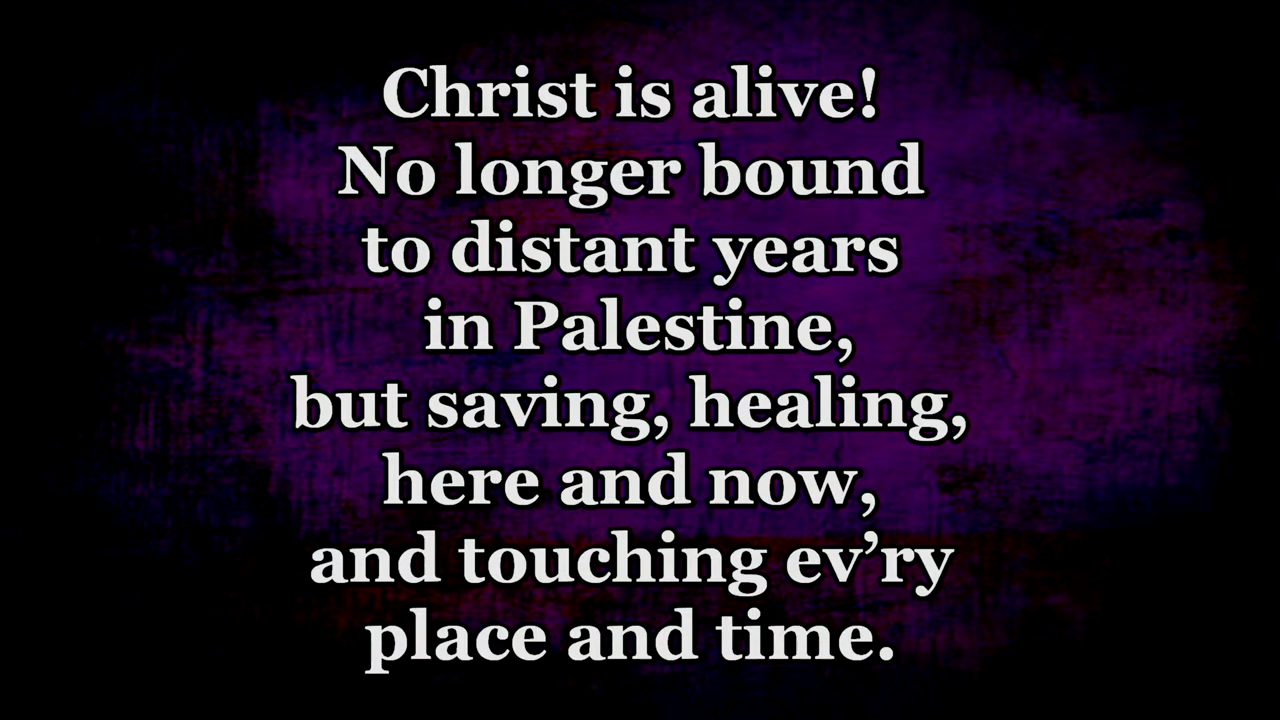 Christ is alive!
No longer bound
to distant years
in Palestine,
but saving, healing,
here and now,
and touching ev’ry
place and time.